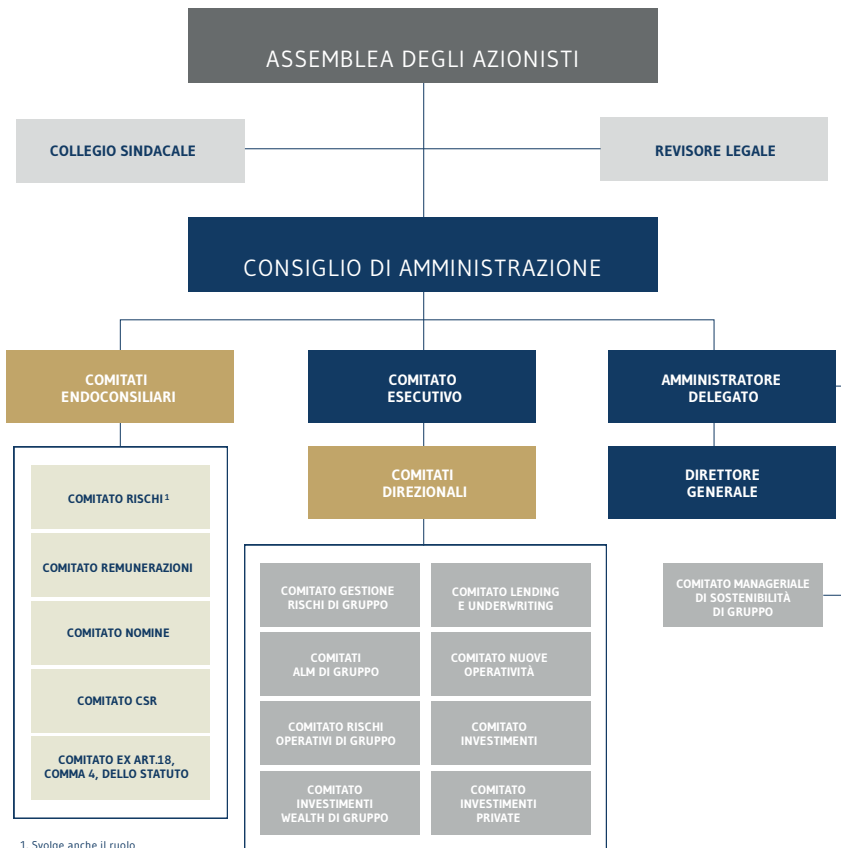 ASSEMBLEA DEGLI AZIONISTI
COLLEGIO SINDACALE
REVISORE LEGALE
CONSIGLIO DI AMMINISTRAZIONE
COMITATI
ENDOCONSILIARI
COMITATO
ESECUTIVO
AMMINISTRATORE
DELEGATO
COMITATI
DIREZIONALI
DIRETTORE
GENERALE
COMITATO RISCHI 1
COMITATO REMUNERAZIONI
COMITATO NOMINE
COMITATO CSR
COMITATO EX ART.18,
COMMA 4, DELLO STATUTO
COMITATO GESTIONE
RISCHI DI GRUPPO
COMITATO LENDING
E UNDERWRITING
COMITATI
ALM DI GRUPPO
COMITATO NUOVE
OPERATIVITÀ
COMITATO RISCHI
OPERATIVI DI GRUPPO
COMITATO
INVESTIMENTI
COMITATO
INVESTIMENTI
WEALTH DI GRUPPO
COMITATO
INVESTIMENTI
PRIVATE
COMITATO MANAGERIALE
DI SOSTENIBILITÀ
DI GRUPPO
1. Svolge anche il ruolo